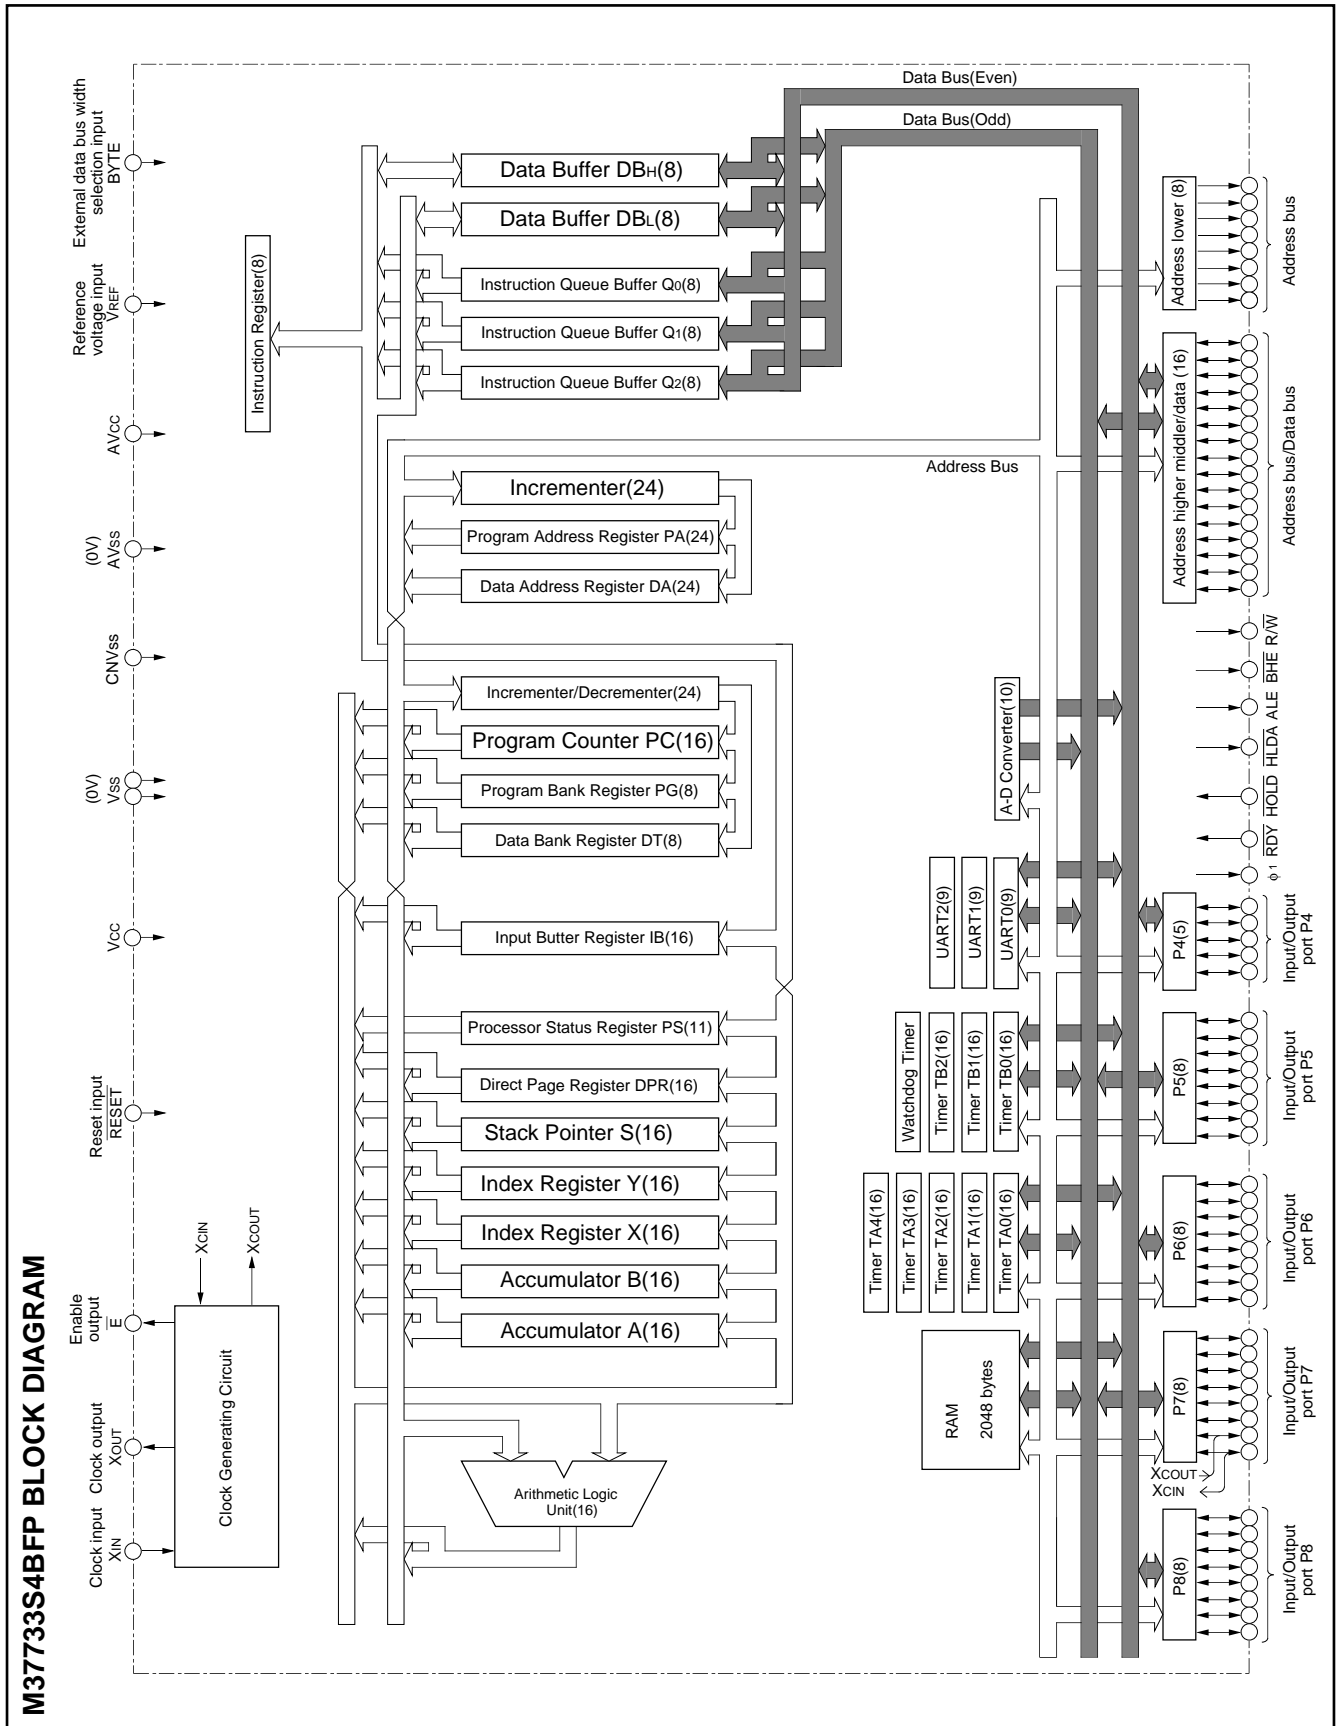 M37733S4BFP BLOCK DIAGRAM
Clock input
XIN
Clock output
XOUT
Enable
output
E
Reset input
RESET
VCC
(0V)
VSS
CNVSS
(0V)
AVSS
AVCC
Reference
voltage input
VREF
External data bus width
selection input
BYTE
Clock Generating Circuit
XCIN
XCOUT
Instruction Register(8)
Data Bus(Even)
Data Bus(Odd)
Data Buffer DBH(8)
Data Buffer DBL(8)
Instruction Queue Buffer Q0(8)
Instruction Queue Buffer Q1(8)
Instruction Queue Buffer Q2(8)
Address Bus
Incrementer(24)
Program Address Register PA(24)
Data Address Register DA(24)
Incrementer/Decrementer(24)
Program Counter PC(16)
Program Bank Register PG(8)
Data Bank Register DT(8)
Input Butter Register IB(16)
Processor Status Register PS(11)
Direct Page Register DPR(16)
Stack Pointer S(16)
Index Register Y(16)
Index Register X(16)
Accumulator B(16)
Accumulator A(16)
Arithmetic Logic
Unit(16)
A-D Converter(10)
UART2(9)
UART1(9)
UART0(9)
Watchdog Timer
Timer TB2(16)
Timer TB1(16)
Timer TB0(16)
Timer TA4(16)
Timer TA3(16)
Timer TA2(16)
Timer TA1(16)
Timer TA0(16)
RAM
2048 bytes
Address lower (8)
Address bus
Address higher middler/data (16)
Address bus/Data bus
R/W
BHE
ALE
HLDA
HOLD
RDY
ϕ1
P4(5)
Input/Output
port P4
P5(8)
Input/Output
port P5
P6(8)
Input/Output
port P6
P7(8)
Input/Output
port P7
XCOUT
XCIN
P8(8)
Input/Output
port P8